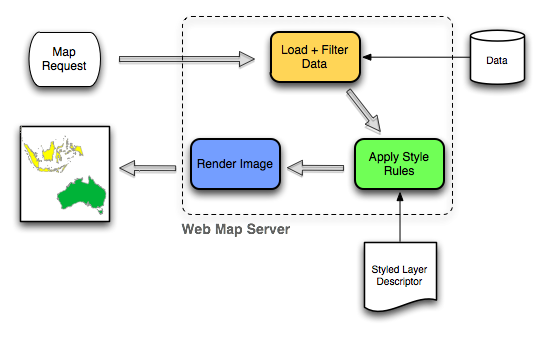 Map
Request
Load + Filter
Data
Data
Render Image
Apply Style
Rules
Web Map Server
Styled Layer
Descriptor